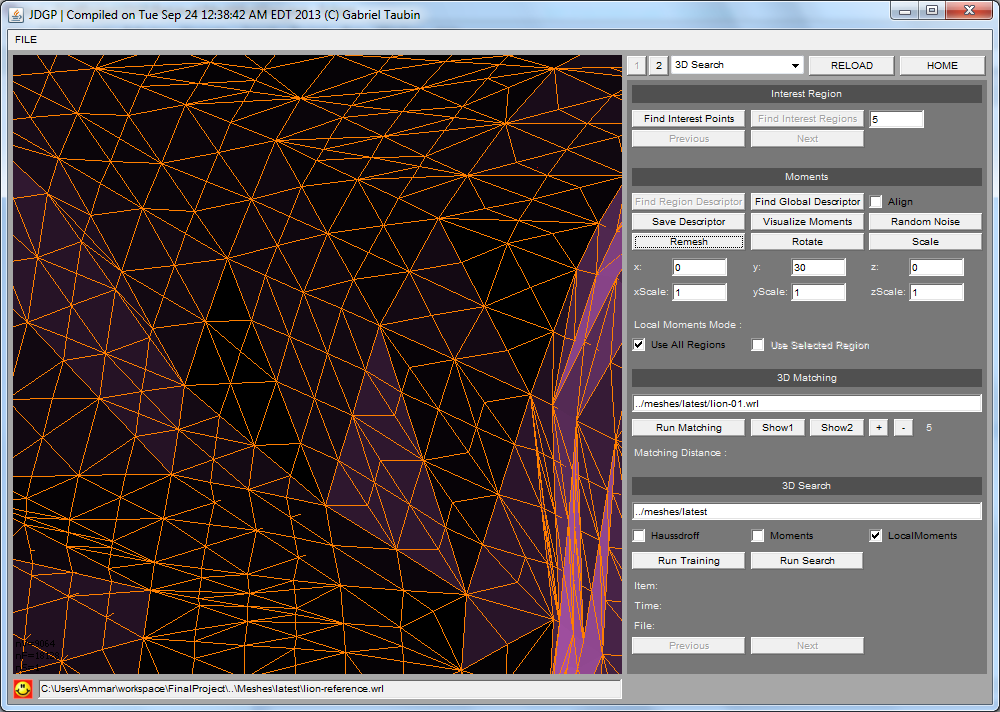 JDGP | Compiled on Tue Sep 24 12:38:42 AM EDT 2013 (C) Gabriel Taubin
FILE
1 2 3D Search RELOAD HOME
Interest Region
Find Interest Points Find Interest Regions 5
Previous Next
Moments
Find Region Descriptor Find Global Descriptor Align
Save Descriptor Visualize Moments Random Noise
Remesh Rotate Scale
x: 0 y: 30 z: 0
xScale: 1 yScale: 1 zScale: 1
Local Moments Mode :
Use All Regions Use Selected Region
3D Matching
../meshes/latest/lion-01.wrl
Run Matching Show1 Show2 + - 5
Matching Distance :
3D Search
../meshes/latest
Haussdroff Moments LocalMoments
Run Training Run Search
Item:
Time:
File:
Previous Next
C:\Users\Ammar\workspace\FinalProject\..\Meshes\latest\lion-reference.wrl